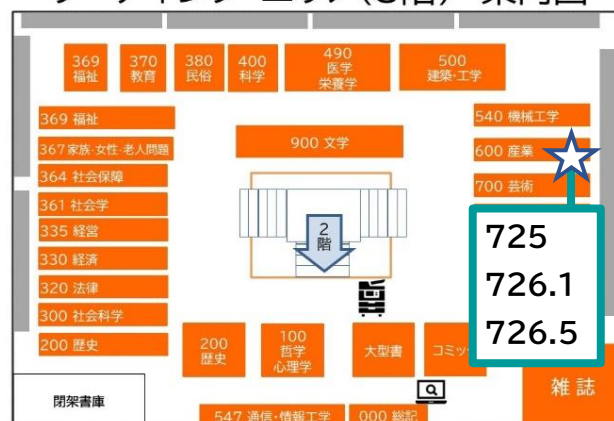 (3階) 案内図
369
福祉
370
教育
380
民俗
400
科学
490
医学
栄養学
500
建築・工学
369 福祉
367 家族・女性・老人問題
364 社会保障
361 社会学
335 経営
330 経済
320 法律
300 社会科学
200 歴史
900 文学
2
階
540 機械工学
600 産業
700 芸術
725
726.1
726.5
200
歴史
100
哲学
心理学
大型書
コミッ
雑誌
閉架書庫
547 通信・情報工学
000 総記